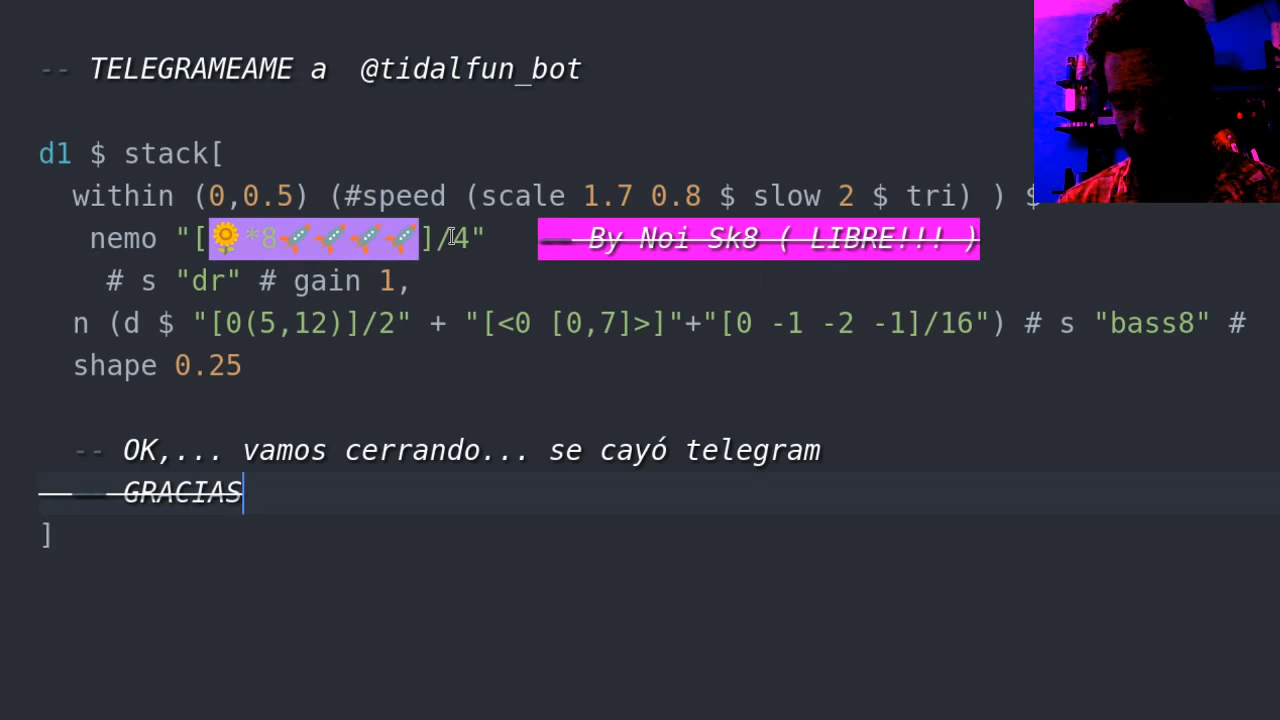 -- TELEGRAMEAME a @tidalfun_bot
d1 $ stack[
within (0,0.5) (#speed (scale 1.7 0.8 $ slow 2 $ tri) ) $
nemo "[🌻*8🚀🚀🚀🚀]/4" -- By Noi Sk8 ( LIBRE!!! )
# s "dr" # gain 1,
n (d $ "[0(5,12)]/2" + "[<0 [0,7]>]"+"[0 -1 -2 -1]/16") # s "bass8" #
shape 0.25
-- OK,... vamos cerrando... se cayó telegram
-- GRACIAS
]